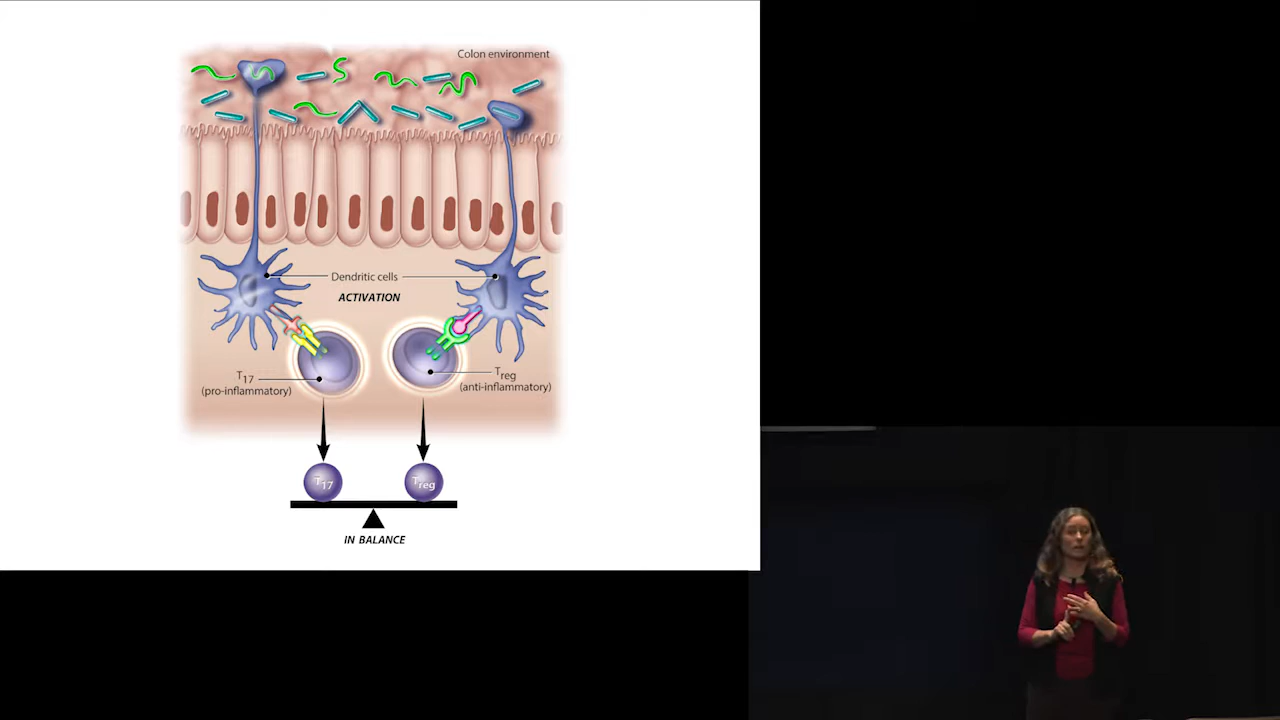 Colon environment
Dendritic cells
ACTIVATION
T17
(pro-inflammatory)
Treg
(anti-inflammatory)
T17
Treg
IN BALANCE